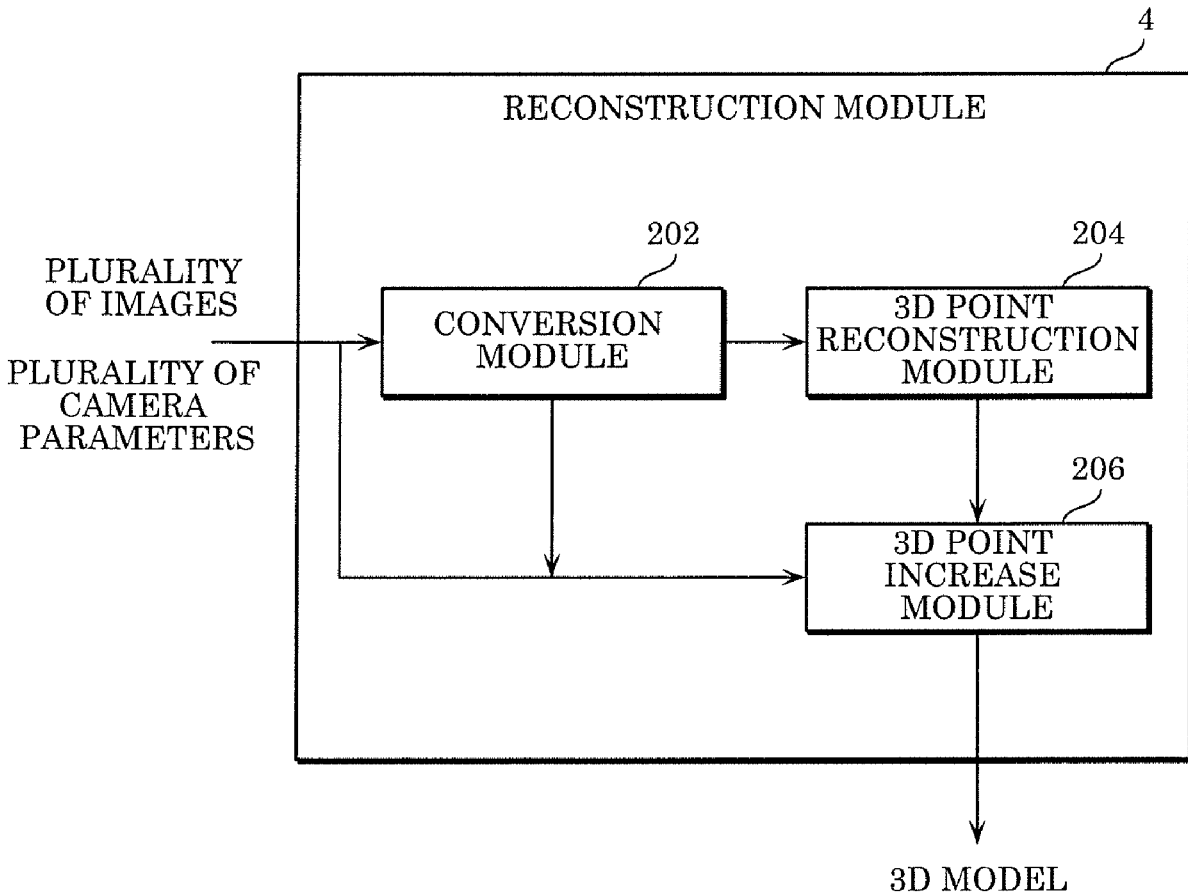 4
RECONSTRUCTION MODULE
202
204
PLURALITY
OF IMAGES
CONVERSION
MODULE
3D POINT
RECONSTRUCTION
MODULE
PLURALITY OF
CAMERA
PARAMETERS
206
3D POINT
INCREASE
MODULE
3D MODEL